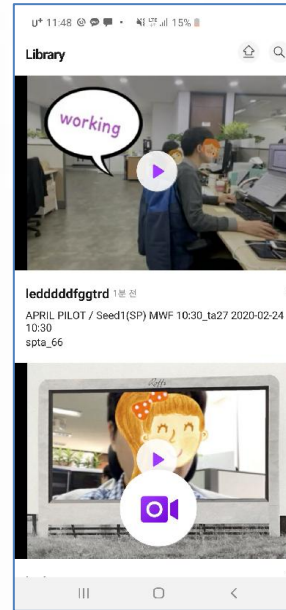 U⁺ 11:48
LTE 15%
Library
working
ledddddfggtrd 1분 전
APRIL PILOT / Seed1(SP) MWF 10:30_ta27 2020-02-24
10:30
spta_66